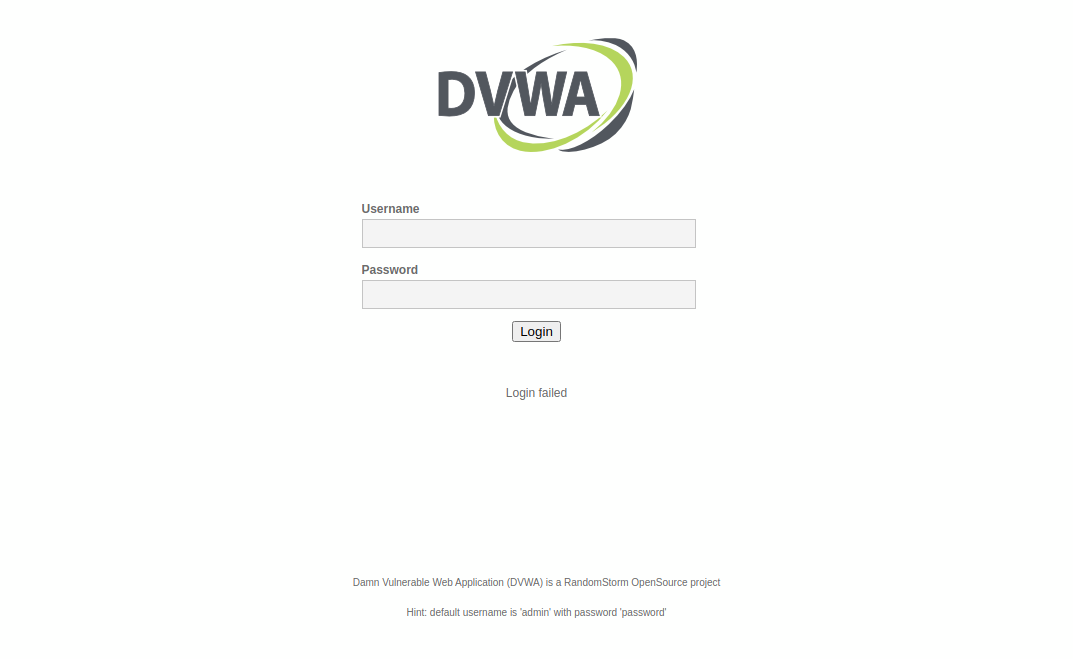 DVWA
Username
Password
Login
Login failed
Damn Vulnerable Web Application (DVWA) is a RandomStorm OpenSource project
Hint: default username is 'admin' with password 'password'